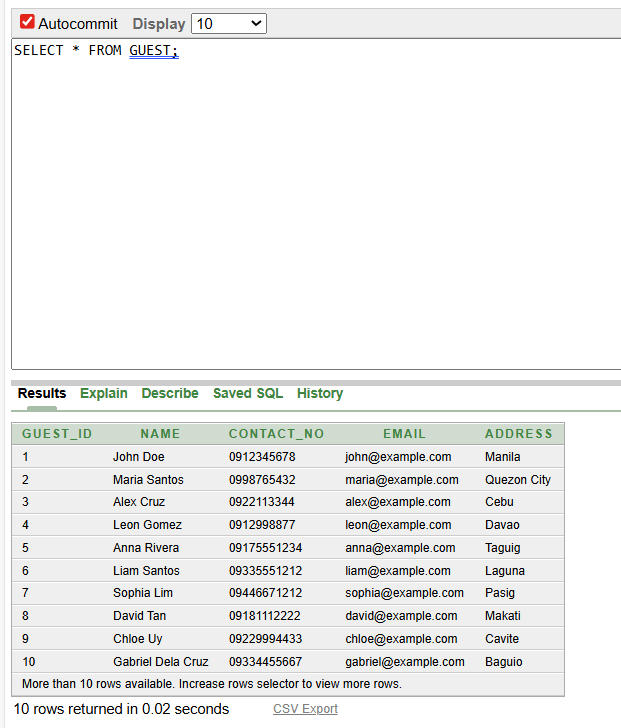 Autocommit Display 10
SELECT * FROM GUEST;
Results Explain Describe Saved SQL History
GUEST_ID NAME CONTACT_NO EMAIL ADDRESS
1 John Doe 0912345678 john@example.com Manila
2 Maria Santos 0998765432 maria@example.com Quezon City
3 Alex Cruz 0922113344 alex@example.com Cebu
4 Leon Gomez 0912998877 leon@example.com Davao
5 Anna Rivera 09175551234 anna@example.com Taguig
6 Liam Santos 09335551212 liam@example.com Laguna
7 Sophia Lim 09446671212 sophia@example.com Pasig
8 David Tan 09181112222 david@example.com Makati
9 Chloe Uy 09229994433 chloe@example.com Cavite
10 Gabriel Dela Cruz 09334455667 gabriel@example.com Baguio
More than 10 rows available. Increase rows selector to view more rows.
10 rows returned in 0.02 seconds CSV Export